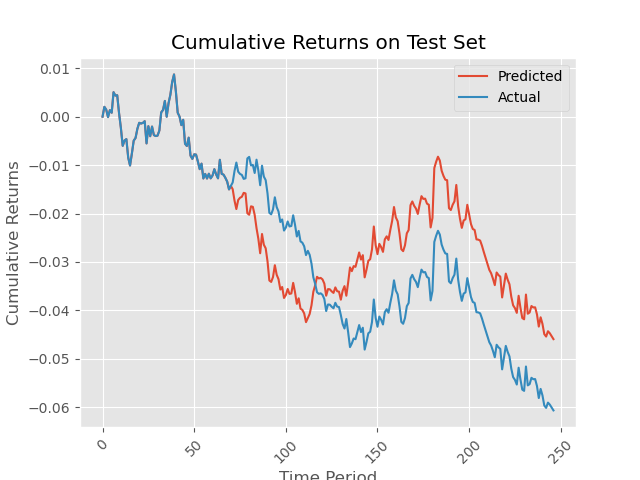 Cumulative Returns on Test Set
Predicted
Actual
Cumulative Returns
0.01
0.00
−0.01
−0.02
−0.03
−0.04
−0.05
−0.06
0
50
100
150
200
250
Time Period